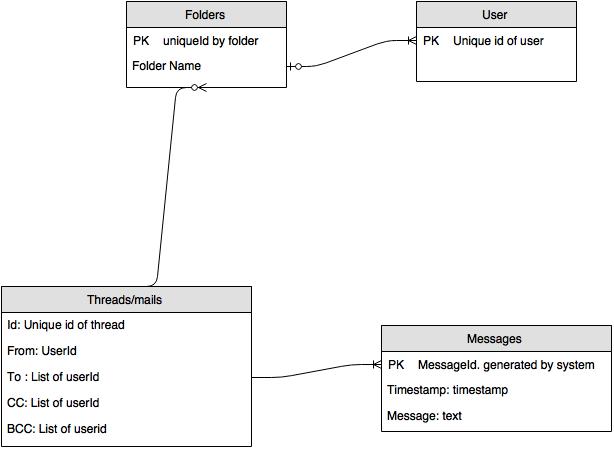 Folders
PK uniqueId by folder
Folder Name
User
PK Unique id of user
Threads/mails
Id: Unique id of thread
From: UserId
To : List of userId
CC: List of userId
BCC: List of userid
Messages
PK MessageId. generated by system
Timestamp: timestamp
Message: text